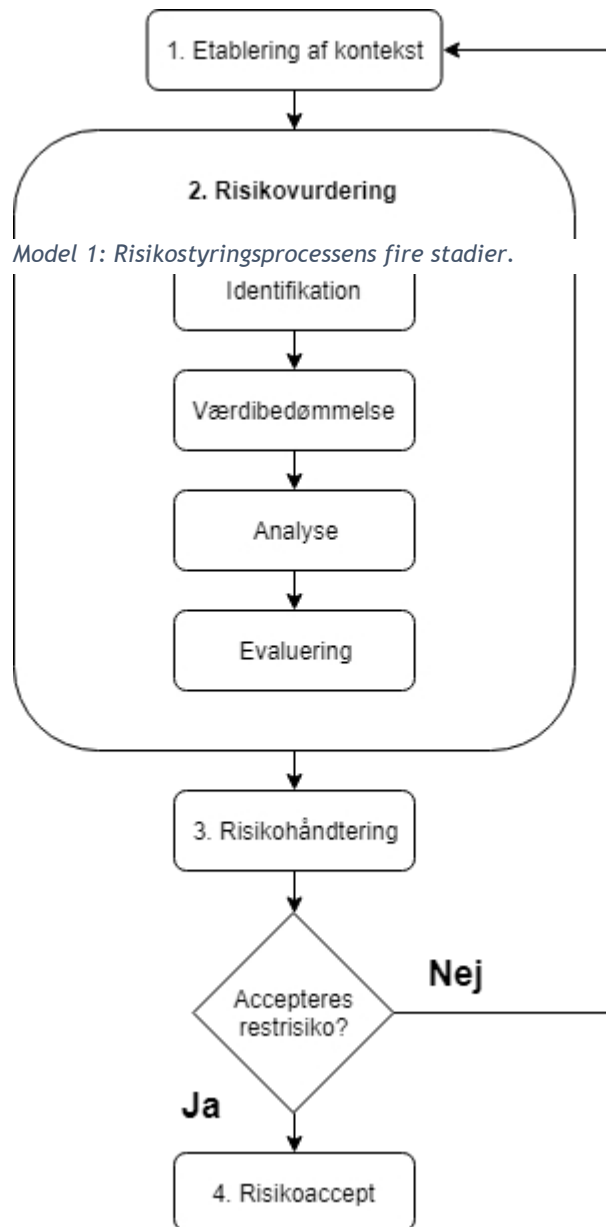 1. Etablering af kontekst
2. Risikovurdering
Model 1: Risikostyringsprocessens fire stadier.
Identifikation
Værdibedømmelse
Analyse
Evaluering
3. Risikohåndtering
Accepteres
restrisiko?
Nej
Ja
4. Risikoaccept